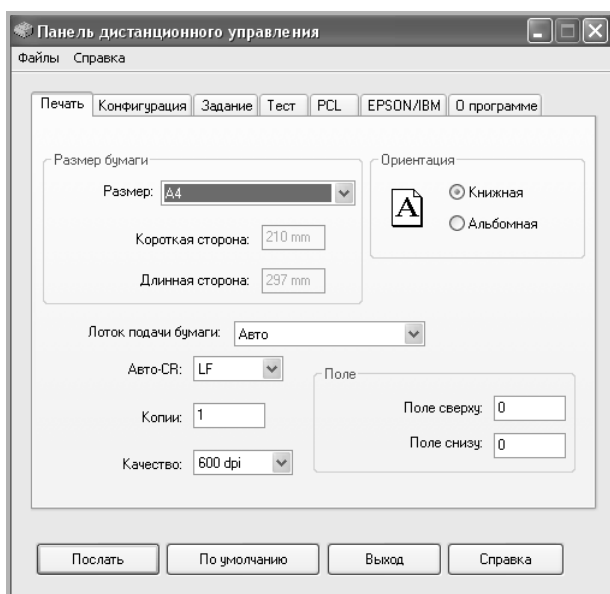 Панель дистанционного управления
Файлы Справка
Печать Конфигурация Задание Тест PCL EPSON/IBM О программе
Размер бумаги
Размер: A4
Короткая сторона: 210 mm
Длинная сторона: 297 mm
Ориентация
A
Книжная
Альбомная
Лоток подачи бумаги: Авто
Авто-CR: LF
Копии: 1
Качество: 600 dpi
Поле
Поле сверху: 0
Поле снизу: 0
Послать По умолчанию Выход Справка